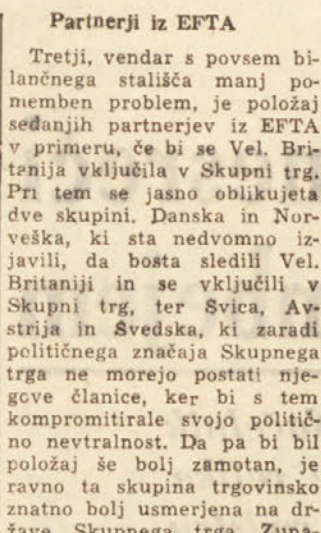 Partnerji iz EFTA
Tretji, vendar s povsem bi-
lančnega stališča manj po-
memben problem, je položaj
sedanjih partnerjev iz EFTA
v primeru, če bi se Vel. Bri-
tanija vključila v Skupni trg.
Pri tem se jasno oblikujeta
dve skupini. Danska in Nor-
veška, ki sta nedvomno iz-
javili, da bosta sledili Vel.
Britaniji in se vključili v
Skupni trg, ter Švica, Av-
strija in Švedska, ki zaradi
političnega značaja Skupnega
trga ne morejo postati nje-
gove članice, ker bi s tem
kompromitirale svojo politič-
no nevtralnost. Da pa bi bil
položaj še bolj zamotan, je
ravno ta skupina trgovinsko
znatno bolj usmerjena na dr-
žave Skupnega trga. Zuna-